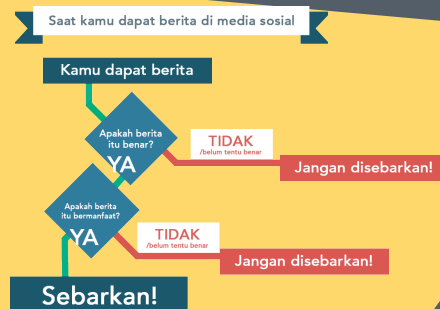 Saat kamu dapat berita di media sosial
Kamu dapat berita
Apakah berita
itu benar?
YA
TIDAK
/belum tentu benar
Jangan disebarkan!
Apakah berita
itu bermanfaat?
YA
TIDAK
/belum tentu benar
Jangan disebarkan!
Sebarkan!